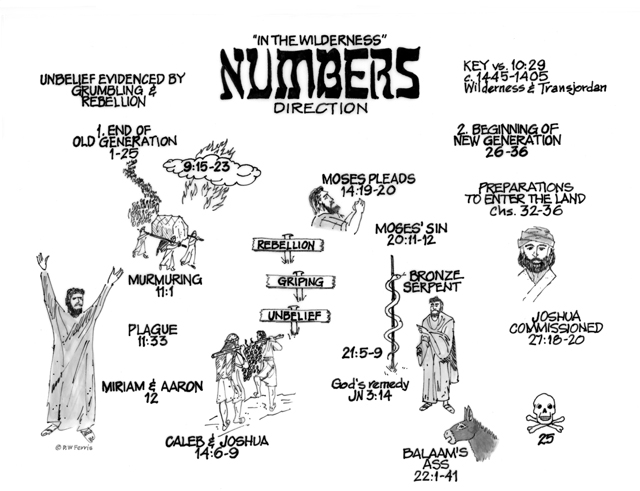 "IN THE WILDERNESS"
NUMBERS
DIRECTION
UNBELIEF EVIDENCED BY
GRUMBLING &
REBELLION
KEY vs. 10:29
c. 1445-1405
Wilderness & Transjordan
1. END OF
OLD GENERATION
1-25
9:15-23
2. BEGINNING OF
NEW GENERATION
26-36
MOSES PLEADS
14:19-20
PREPARATIONS
TO ENTER THE LAND
Chs. 32-36
MOSES' SIN
20:11-12
REBELLION
GRIPING
UNBELIEF
MURMURING
11:1
BRONZE
SERPENT
PLAGUE
11:33
JOSHUA
COMMISSIONED
27:18-20
21:5-9
MIRIAM & AARON
12
God's remedy
JN 3:14
CALEB & JOSHUA
14:6-9
BALAAM'S
ASS
22:1-41
25
© P.W Ferris